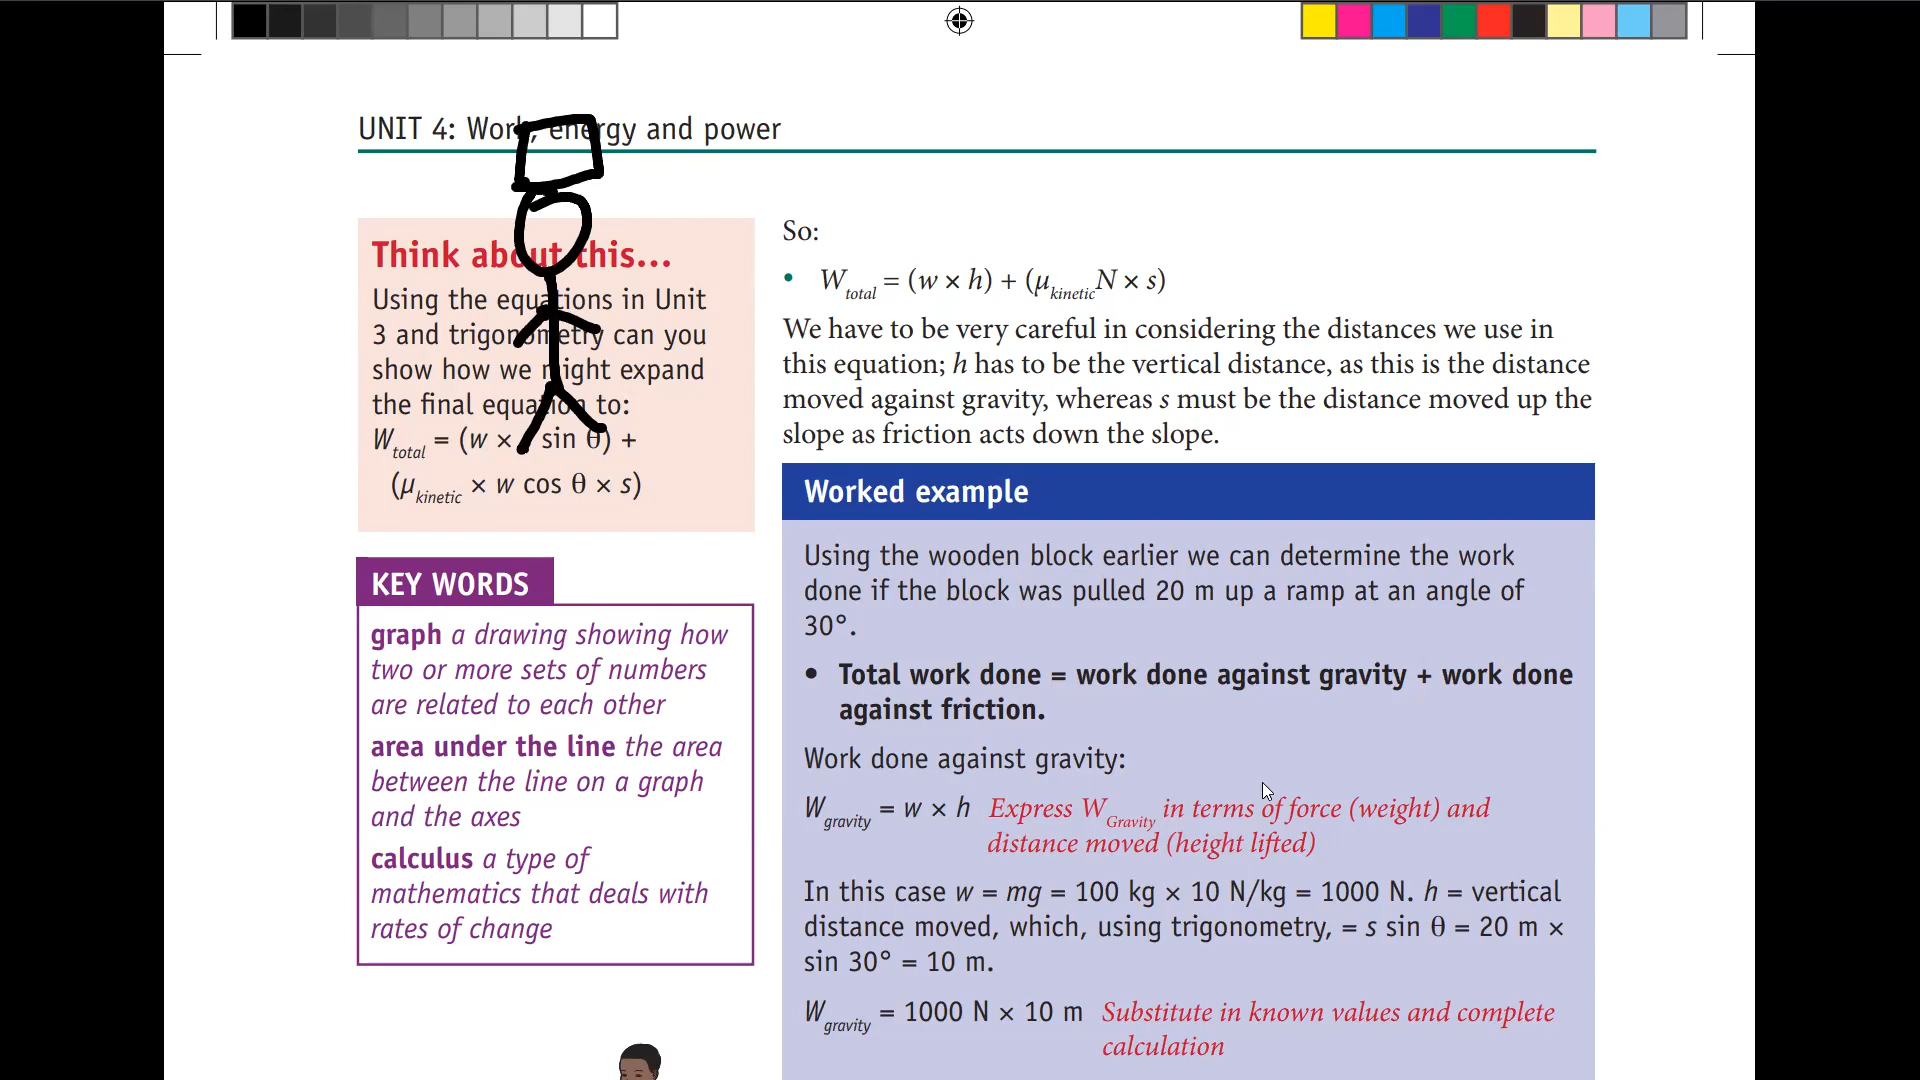 UNIT 4: Work, energy and power
Think about this...
Using the equations in Unit
3 and trigonometry can you
show how we might expand
the final equation to:
W_total = (w × sin θ) +
(μ_kinetic × w cos θ × s)
KEY WORDS
graph a drawing showing how
two or more sets of numbers
are related to each other
area under the line the area
between the line on a graph
and the axes
calculus a type of
mathematics that deals with
rates of change
So:
• W_total = (w × h) + (μ_kinetic N × s)
We have to be very careful in considering the distances we use in
this equation; h has to be the vertical distance, as this is the distance
moved against gravity, whereas s must be the distance moved up the
slope as friction acts down the slope.
Worked example
Using the wooden block earlier we can determine the work
done if the block was pulled 20 m up a ramp at an angle of
30°.
• Total work done = work done against gravity + work done
against friction.
Work done against gravity:
W_gravity = w × h Express W_Gravity in terms of force (weight) and
distance moved (height lifted)
In this case w = mg = 100 kg × 10 N/kg = 1000 N. h = vertical
distance moved, which, using trigonometry, = s sin θ = 20 m ×
sin 30° = 10 m.
W_gravity = 1000 N × 10 m Substitute in known values and complete
calculation